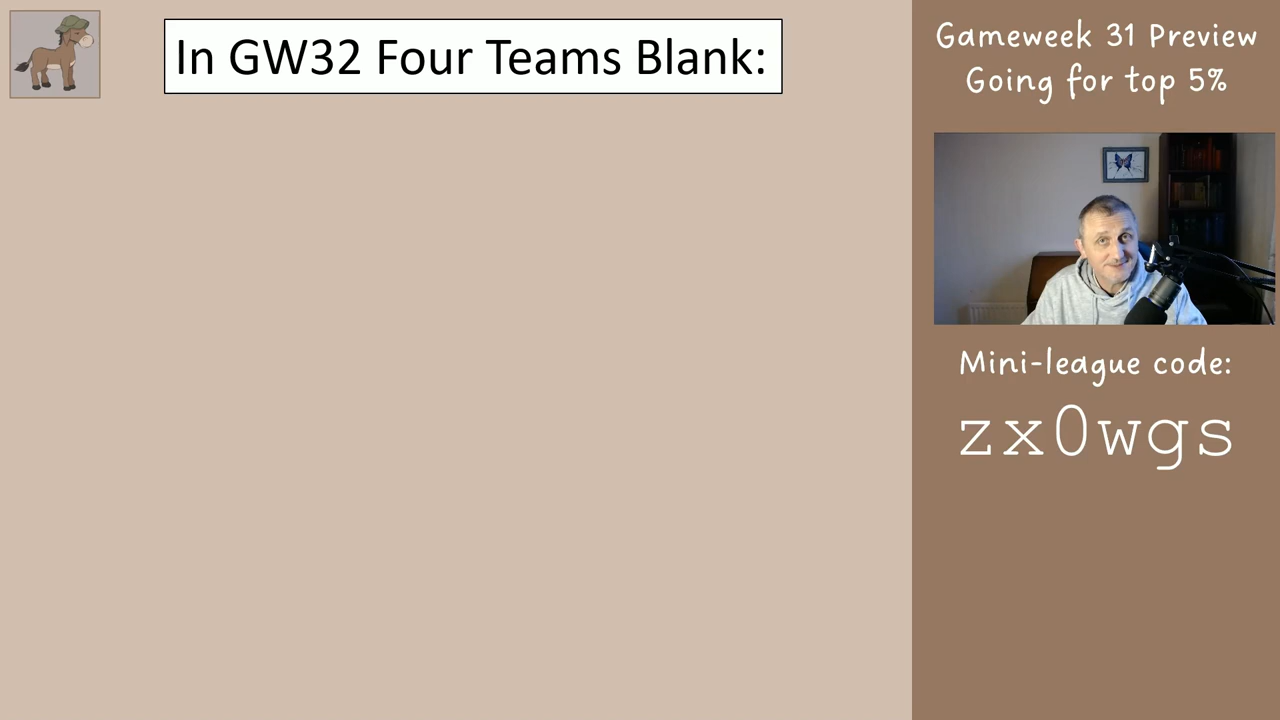 In GW32 Four Teams Blank:
Gameweek 31 Preview
Going for top 5%
Mini-league code:
zx0wgs